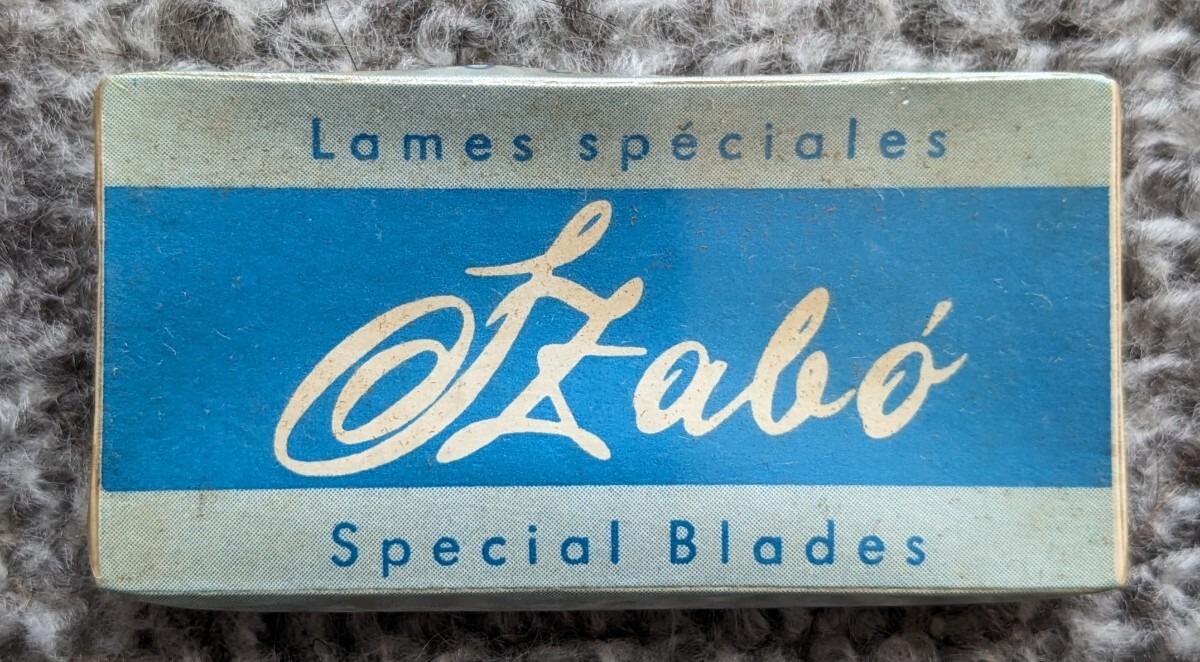 Lames spéciales
Szabó
Special Blades